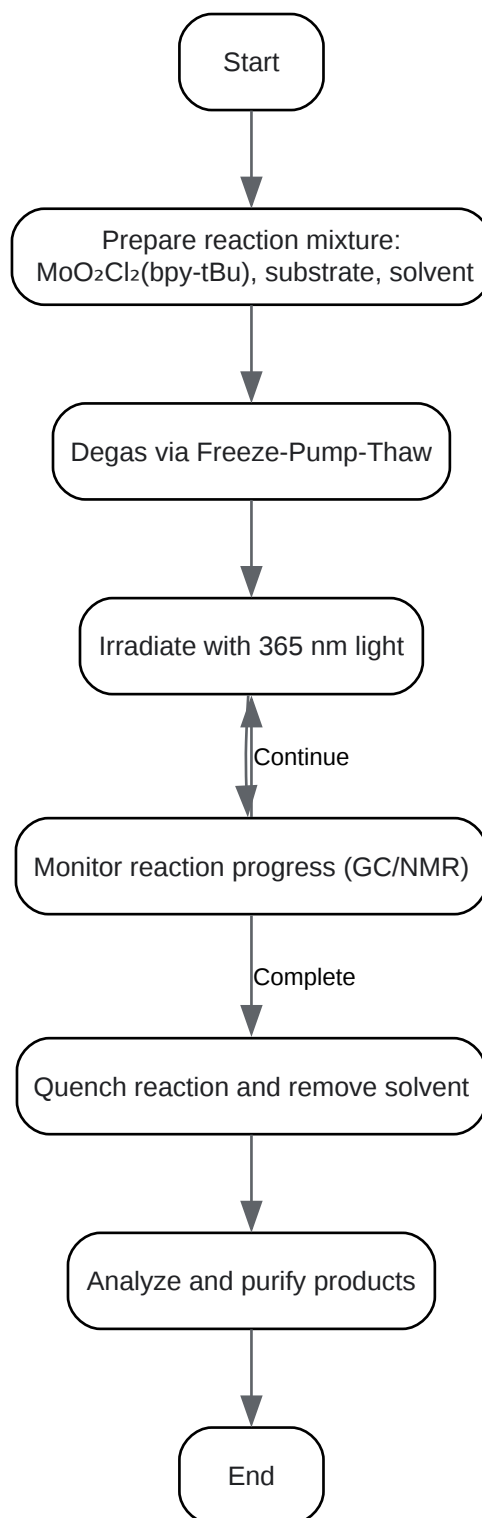 Start
Prepare reaction mixture:
MoO₂Cl₂(bpy-tBu), substrate, solvent
Degas via Freeze-Pump-Thaw
Irradiate with 365 nm light
Continue
Monitor reaction progress (GC/NMR)
Complete
Quench reaction and remove solvent
Analyze and purify products
End